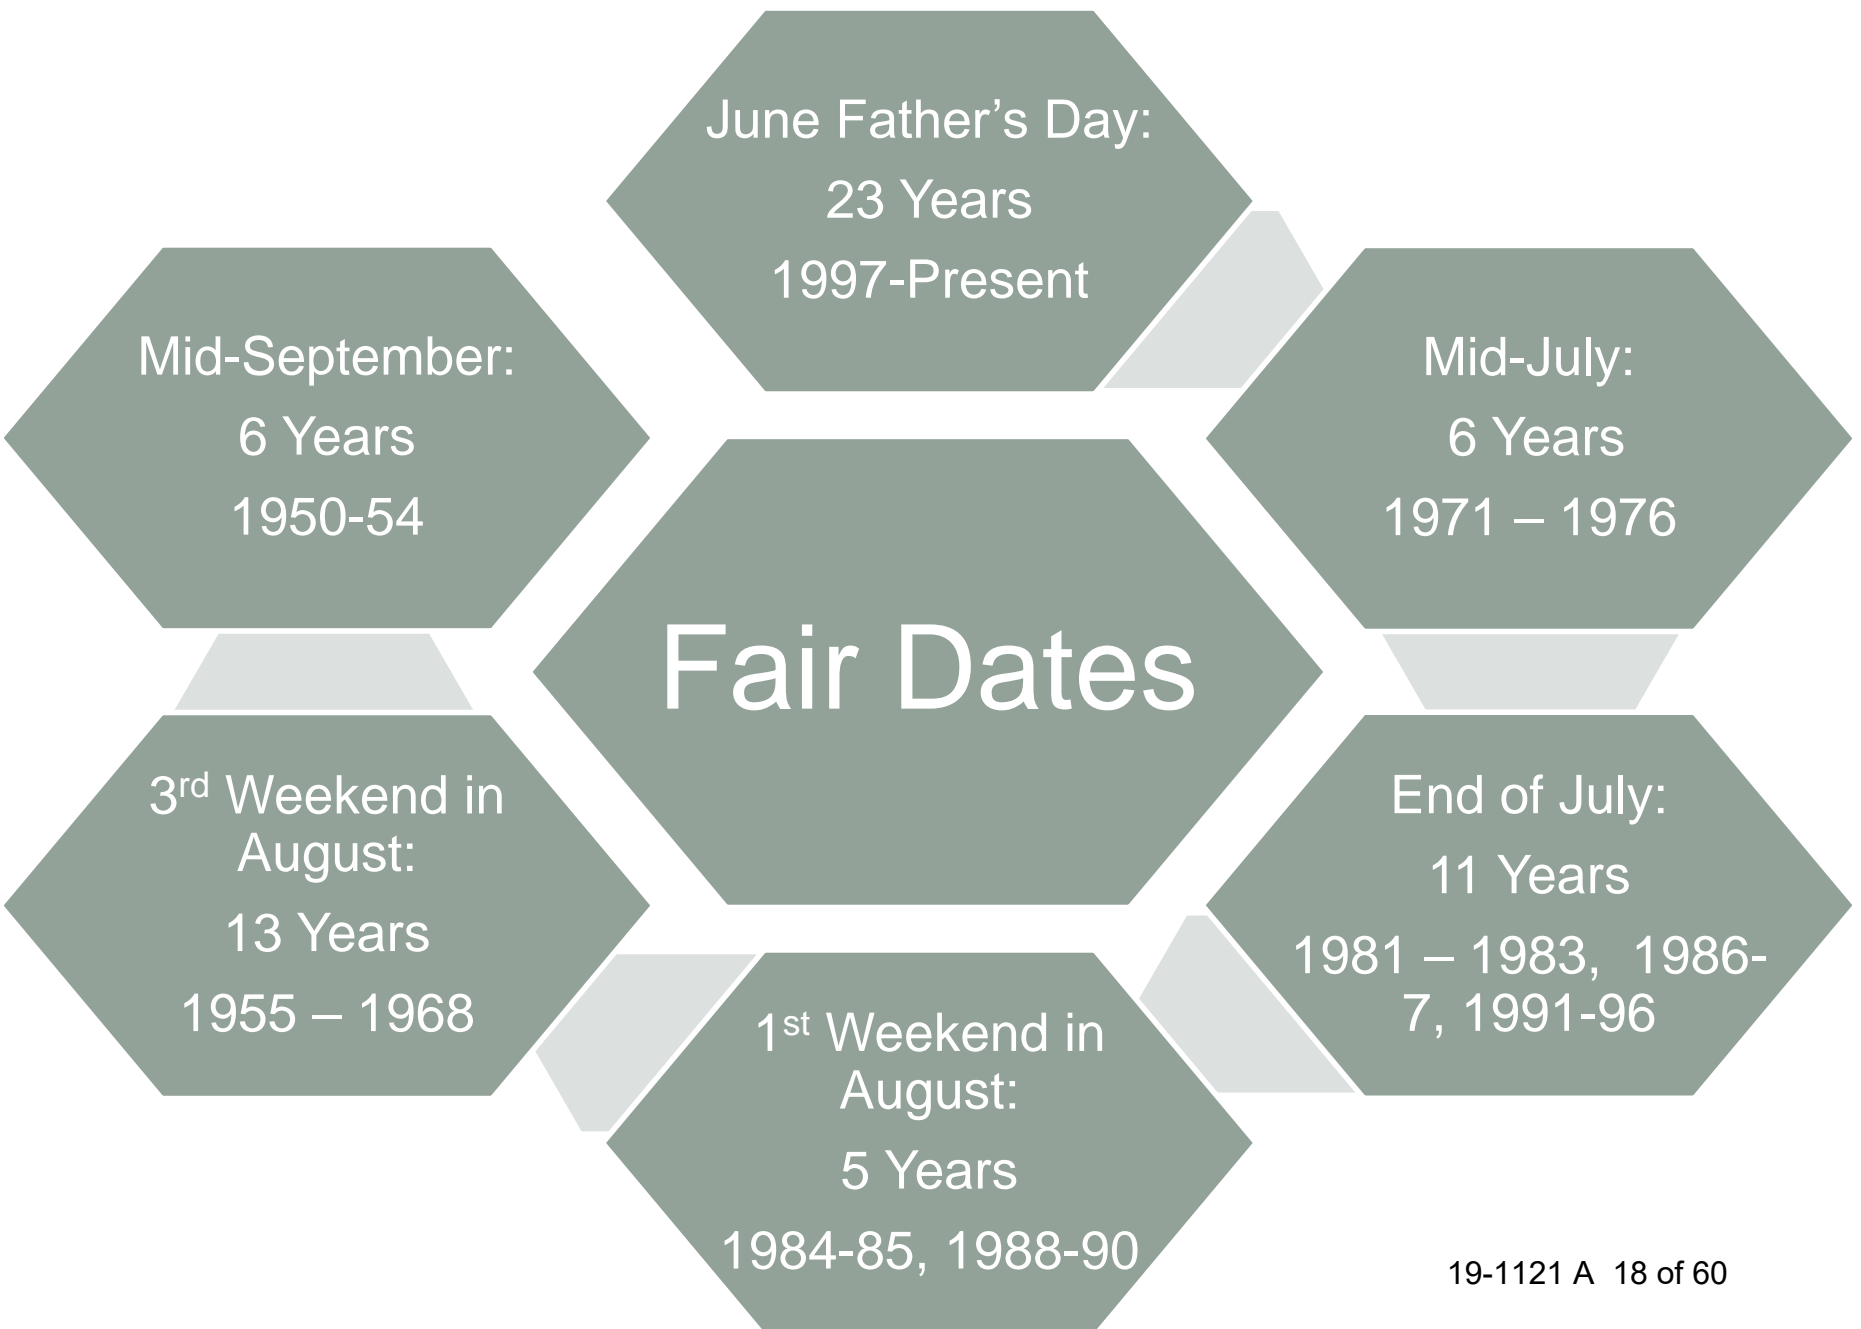 June Father’s Day:
23 Years
1997-Present
Mid-July:
6 Years
1971 – 1976
End of July:
11 Years
1981 – 1983,  1986-
7, 1991-96
1st Weekend in
August:
5 Years
1984-85, 1988-90
3rd Weekend in
August:
13 Years
1955 – 1968
Mid-September:
6 Years
1950-54
Fair Dates
19-1121 A  18 of 60